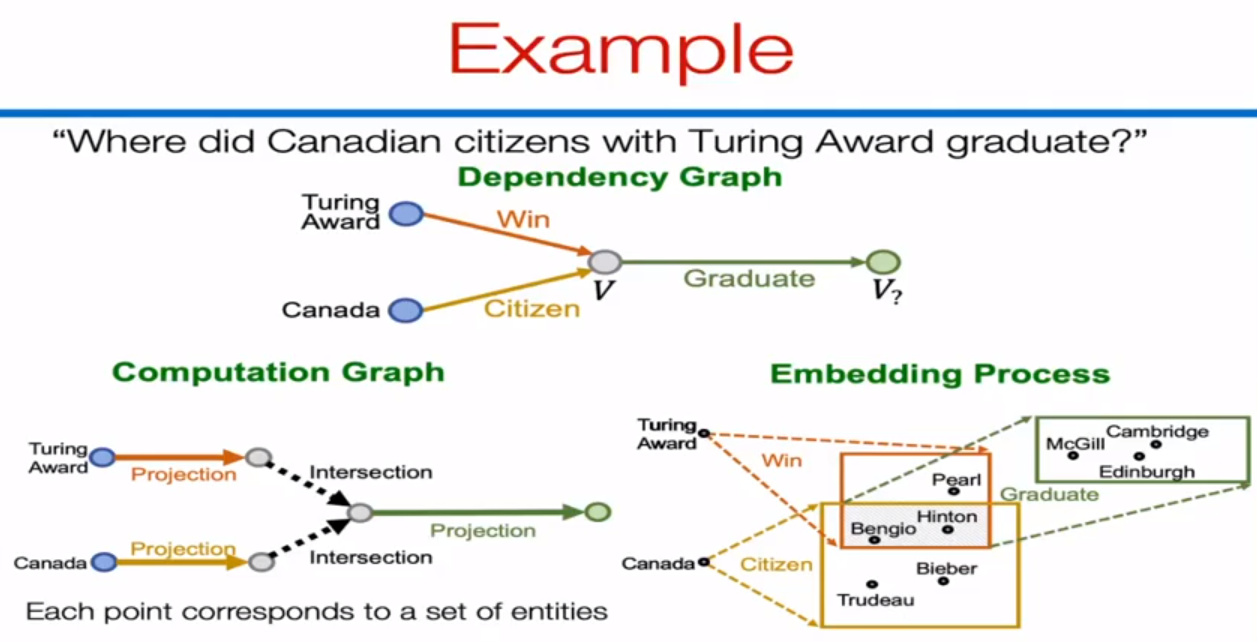 Example
“Where did Canadian citizens with Turing Award graduate?”
Dependency Graph
Turing
Award
Win
Graduate
V
V?
Canada
Citizen
Computation Graph
Turing
Award
Projection
Intersection
Projection
Canada
Projection
Intersection
Each point corresponds to a set of entities
Embedding Process
Turing
Award
Win
McGill
Cambridge
Edinburgh
Pearl
Graduate
Hinton
Bengio
Canada
Citizen
Bieber
Trudeau